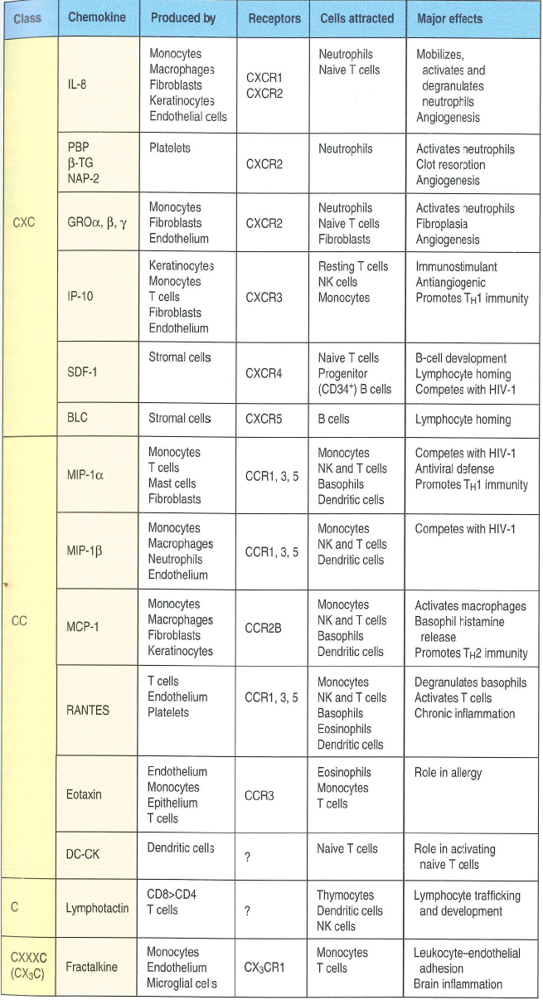 Class Chemokine Produced by Receptors Cells attracted Major effects
CXC
IL-8
Monocytes
Macrophages
Fibroblasts
Keratinocytes
Endothelial cells
CXCR1
CXCR2
Neutrophils
Naive T cells
Mobilizes,
activates and
degranulates
neutrophils
Angiogenesis
PBP
β-TG
NAP-2
Platelets
CXCR2
Neutrophils
Activates neutrophils
Clot resorption
Angiogenesis
GROα, β, γ
Monocytes
Fibroblasts
Endothelium
CXCR2
Neutrophils
Naive T cells
Fibroblasts
Activates neutrophils
Fibroplasia
Angiogenesis
IP-10
Keratinocytes
Monocytes
T cells
Fibroblasts
Endothelium
CXCR3
Resting T cells
NK cells
Monocytes
Immunostimulant
Antiangiogenic
Promotes TH1 immunity
SDF-1
Stromal cells
CXCR4
Naive T cells
Progenitor
(CD34+) B cells
B-cell development
Lymphocyte homing
Competes with HIV-1
BLC
Stromal cells
CXCR5
B cells
Lymphocyte homing
CC
MIP-1α
Monocytes
T cells
Mast cells
Fibroblasts
CCR1, 3, 5
Monocytes
NK and T cells
Basophils
Dendritic cells
Competes with HIV-1
Antiviral defense
Promotes TH1 immunity
MIP-1β
Monocytes
Macrophages
Neutrophils
Endothelium
CCR1, 3, 5
Monocytes
NK and T cells
Dendritic cells
Competes with HIV-1
MCP-1
Monocytes
Macrophages
Fibroblasts
Keratinocytes
CCR2B
Monocytes
NK and T cells
Basophils
Dendritic cells
Activates macrophages
Basophil histamine
release
Promotes TH2 immunity
RANTES
T cells
Endothelium
Platelets
CCR1, 3, 5
Monocytes
NK and T cells
Basophils
Eosinophils
Dendritic cells
Degranulates basophils
Activates T cells
Chronic inflammation
Eotaxin
Endothelium
Monocytes
Epithelium
T cells
CCR3
Eosinophils
Monocytes
T cells
Role in allergy
DC-CK
Dendritic cells
?
Naive T cells
Role in activating
naive T cells
C
Lymphotactin
CD8>CD4
T cells
?
Thymocytes
Dendritic cells
NK cells
Lymphocyte trafficking
and development
CXXXC
(CX3C)
Fractalkine
Monocytes
Endothelium
Microglial cells
CX3CR1
Monocytes
T cells
Leukocyte–endothelial
adhesion
Brain inflammation